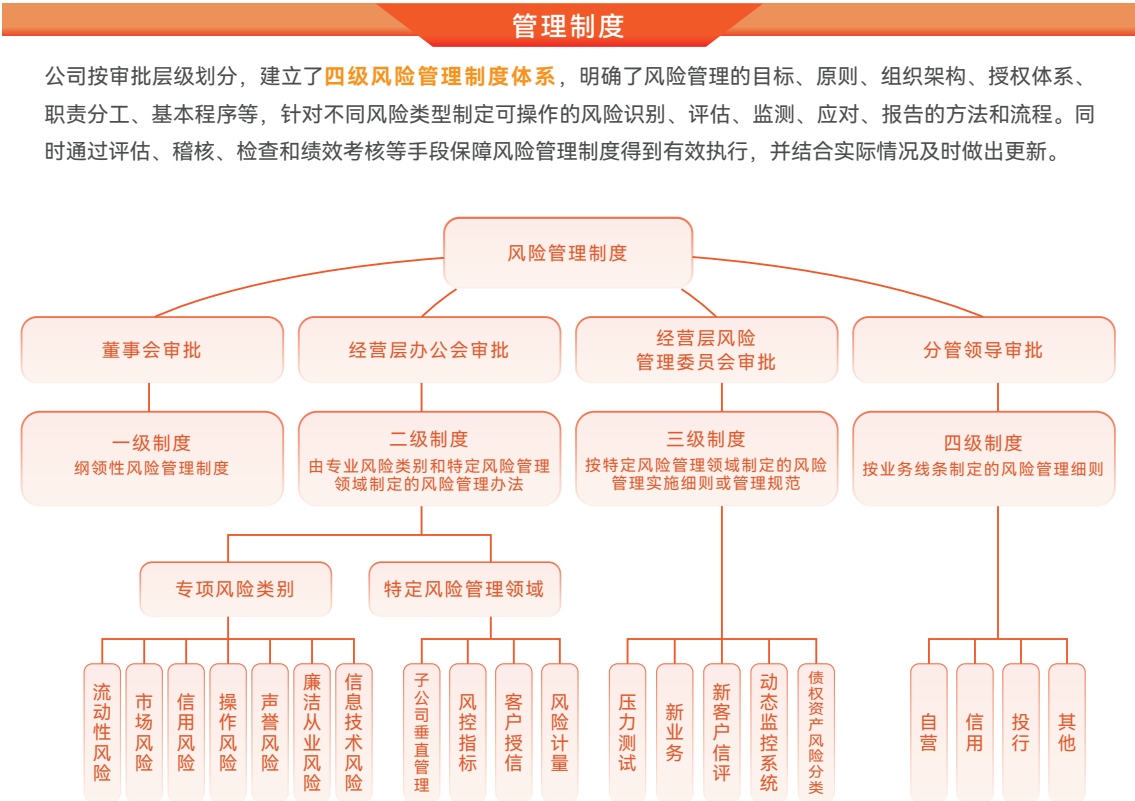 管理制度
公司按审批层级划分，建立了四级风险管理制度体系，明确了风险管理的目标、原则、组织架构、授权体系、
职责分工、基本程序等，针对不同风险类型制定可操作的风险识别、评估、监测、应对、报告的方法和流程。同
时通过评估、稽核、检查和绩效考核等手段保障风险管理制度得到有效执行，并结合实际情况及时做出更新。
风险管理制度
董事会审批
经营层办公会审批
经营层风险
管理委员会审批
分管领导审批
一级制度
纲领性风险管理制度
二级制度
由专业风险类别和特定风险管理
领域制定的风险管理办法
三级制度
按特定风险管理领域制定的风险
管理实施细则或管理规范
四级制度
按业务线条制定的风险管理细则
专项风险类别
特定风险管理领域
流动性风险
市场风险
信用风险
操作风险
声誉风险
廉洁从业风险
信息技术风险
子公司垂直管理
风控指标
客户授信
风险计量
压力测试
新业务
新客户信评
动态监控系统
债权资产风险分类
自营
信用
投行
其他